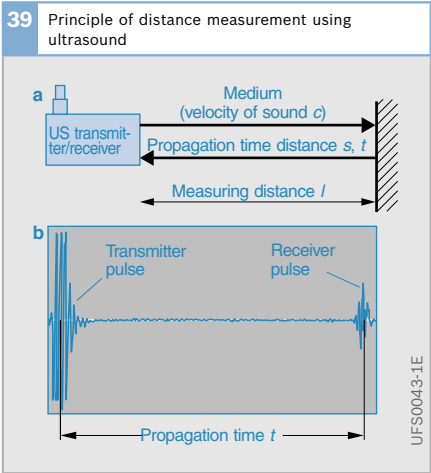 39 Principle of distance measurement using
ultrasound
a
Medium
(velocity of sound c)
US transmit-
ter/receiver
Propagation time distance s, t
Measuring distance l
b
Transmitter
pulse
Receiver
pulse
Propagation time t
UFS0043-1E